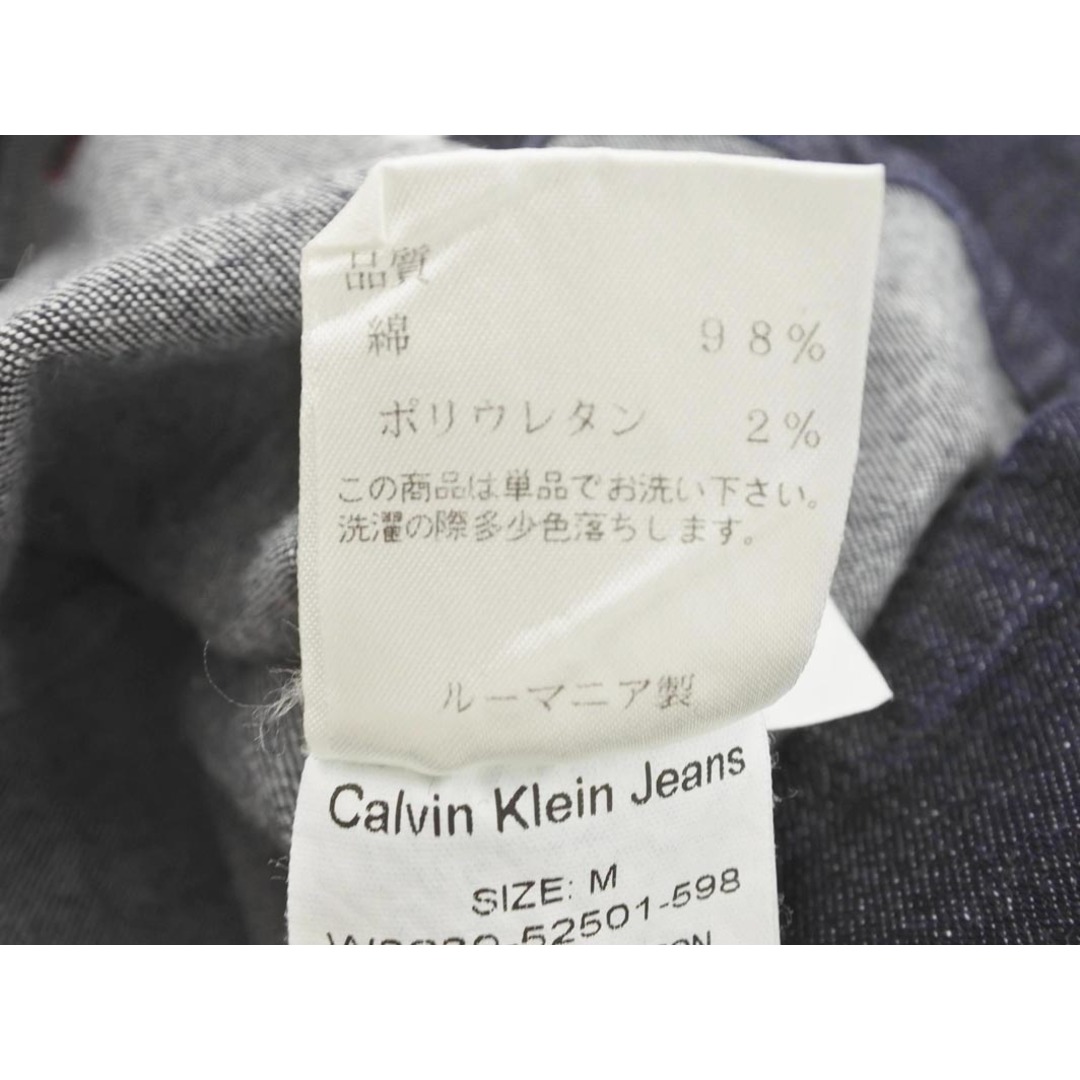 品質
綿 98%
ポリウレタン 2%
この商品は単品でお洗い下さい。
洗濯の際多少色落ちします。
ルーマニア製
Calvin Klein Jeans
SIZE: M
52501-598